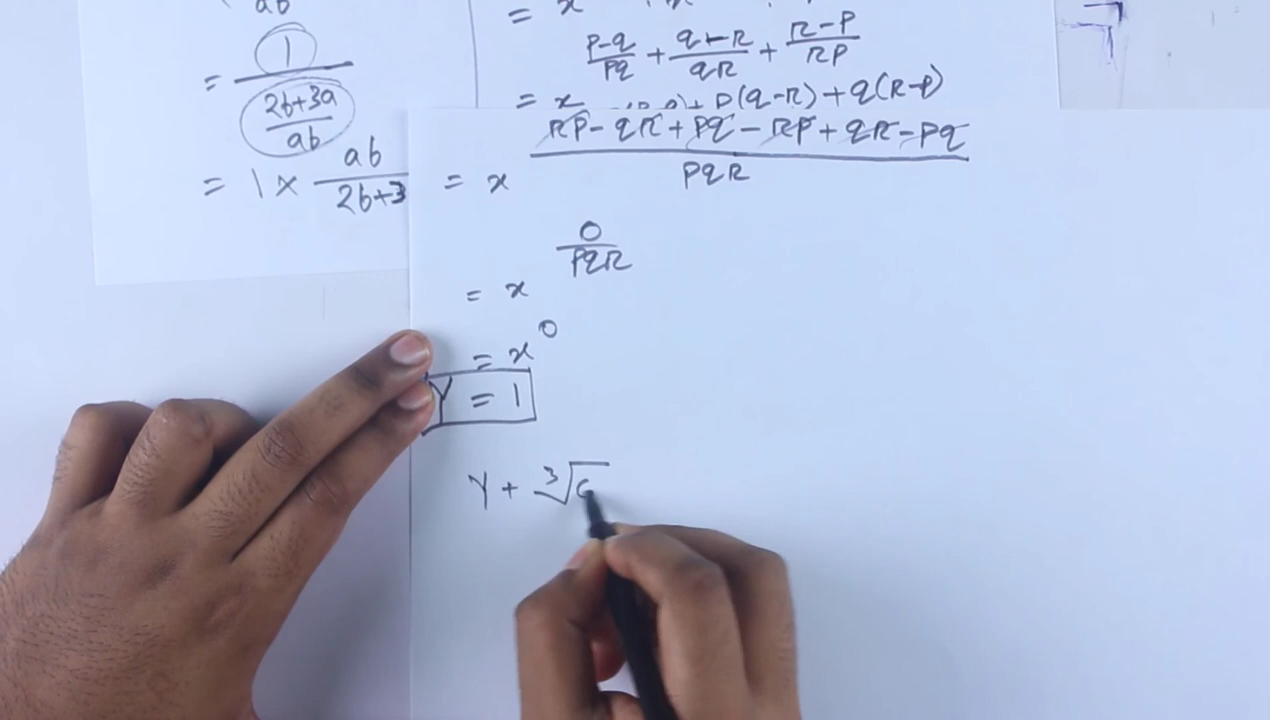 ab
= 1
2b+3a
ab
= 1 × ab
2b+3
= x
p-q/pq + q-r/qr + r-p/rp
= x r(p-q) + p(q-r) + q(r-p)
= x rp - qr + pq - rp + qr - pq
pqr
0
pqr
= x
= x⁰
Y = 1
Y + ³√